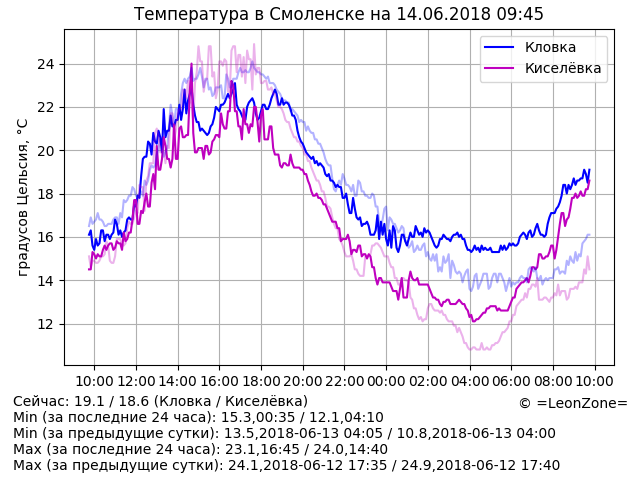 Температура в Смоленске на 14.06.2018 09:45
Кловка
Киселёвка
градусов Цельсия, °C
24
22
20
18
16
14
12
10:00 12:00 14:00 16:00 18:00 20:00 22:00 00:00 02:00 04:00 06:00 08:00 10:00
Сейчас: 19.1 / 18.6 (Кловка / Киселёвка)
© =LeonZone=
Min (за последние 24 часа): 15.3,00:35 / 12.1,04:10
Min (за предыдущие сутки): 13.5,2018-06-13 04:05 / 10.8,2018-06-13 04:00
Max (за последние 24 часа): 23.1,16:45 / 24.0,14:40
Max (за предыдущие сутки): 24.1,2018-06-12 17:35 / 24.9,2018-06-12 17:40